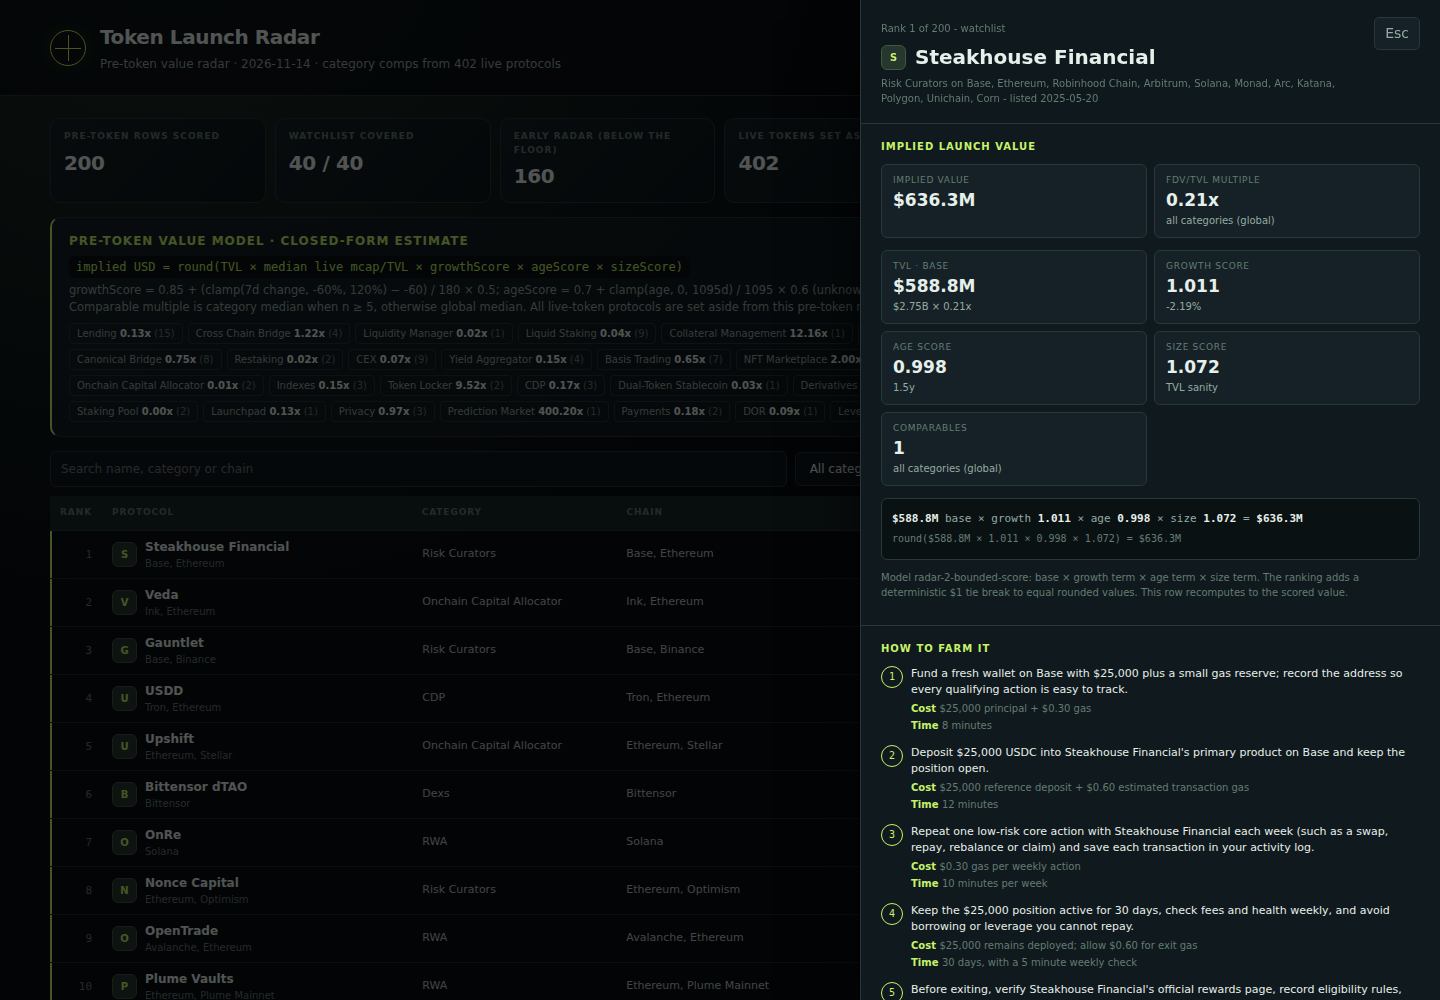 Token Launch Radar
Pre-token value radar · 2026-11-14 · category comps from 402 live protocols
PRE-TOKEN ROWS SCORED
200
WATCHLIST COVERED
40 / 40
EARLY RADAR (BELOW THE
FLOOR)
160
LIVE TOKENS SET AS
402
PRE-TOKEN VALUE MODEL · CLOSED-FORM ESTIMATE
implied USD = round(TVL × median live mcap/TVL × growthScore × ageScore × sizeScore)
growthScore = 0.85 + (clamp(7d change, -60%, 120%) − -60) / 180 × 0.5; ageScore = 0.7 + clamp(age, 0, 1095d) / 1095 × 0.6 (unknow
Comparable multiple is category median when n ≥ 5, otherwise global median. All live-token protocols are set aside from this pre-token
Lending 0.13x (15) Cross Chain Bridge 1.22x (4) Liquidity Manager 0.02x (1) Liquid Staking 0.04x (9) Collateral Management 12.16x (1)
Canonical Bridge 0.75x (8) Restaking 0.02x (2) CEX 0.07x (9) Yield Aggregator 0.15x (4) Basis Trading 0.65x (7) NFT Marketplace 2.00x
Onchain Capital Allocator 0.01x (2) Indexes 0.15x (3) Token Locker 9.52x (2) CDP 0.17x (3) Dual-Token Stablecoin 0.03x (1) Derivatives
Staking Pool 0.00x (2) Launchpad 0.13x (1) Privacy 0.97x (3) Prediction Market 400.20x (1) Payments 0.18x (2) DOR 0.09x (1) Leve
Search name, category or chain
All categ
RANK PROTOCOL CATEGORY CHAIN
1 S Steakhouse Financial Risk Curators Base, Ethereum
Base, Ethereum
2 V Veda Onchain Capital Allocator Ink, Ethereum
Ink, Ethereum
3 G Gauntlet Risk Curators Base, Binance
Base, Binance
4 U USDD CDP Tron, Ethereum
Tron, Ethereum
5 U Upshift Onchain Capital Allocator Ethereum, Stellar
Ethereum, Stellar
6 B Bittensor dTAO Dexs Bittensor
Bittensor
7 O OnRe RWA Solana
Solana
8 N Nonce Capital Risk Curators Ethereum, Optimism
Ethereum, Optimism
9 O OpenTrade RWA Avalanche, Ethereum
Avalanche, Ethereum
10 P Plume Vaults RWA Ethereum, Plume Mainnet
Ethereum, Plume Mainnet
Rank 1 of 200 - watchlist
Esc
S Steakhouse Financial
Risk Curators on Base, Ethereum, Robinhood Chain, Arbitrum, Solana, Monad, Arc, Katana,
Polygon, Unichain, Corn - listed 2025-05-20
IMPLIED LAUNCH VALUE
IMPLIED VALUE
$636.3M
FDV/TVL MULTIPLE
0.21x
all categories (global)
TVL · BASE
$588.8M
$2.75B × 0.21x
GROWTH SCORE
1.011
-2.19%
AGE SCORE
0.998
1.5y
SIZE SCORE
1.072
TVL sanity
COMPARABLES
1
all categories (global)
$588.8M base × growth 1.011 × age 0.998 × size 1.072 = $636.3M
round($588.8M × 1.011 × 0.998 × 1.072) = $636.3M
Model radar-2-bounded-score: base × growth term × age term × size term. The ranking adds a
deterministic $1 tie break to equal rounded values. This row recomputes to the scored value.
HOW TO FARM IT
1 Fund a fresh wallet on Base with $25,000 plus a small gas reserve; record the address so
every qualifying action is easy to track.
Cost $25,000 principal + $0.30 gas
Time 8 minutes
2 Deposit $25,000 USDC into Steakhouse Financial's primary product on Base and keep the
position open.
Cost $25,000 reference deposit + $0.60 estimated transaction gas
Time 12 minutes
3 Repeat one low-risk core action with Steakhouse Financial each week (such as a swap,
repay, rebalance or claim) and save each transaction in your activity log.
Cost $0.30 gas per weekly action
Time 10 minutes per week
4 Keep the $25,000 position active for 30 days, check fees and health weekly, and avoid
borrowing or leverage you cannot repay.
Cost $25,000 remains deployed; allow $0.60 for exit gas
Time 30 days, with a 5 minute weekly check
5 Before exiting, verify Steakhouse Financial's official rewards page, record eligibility rules,